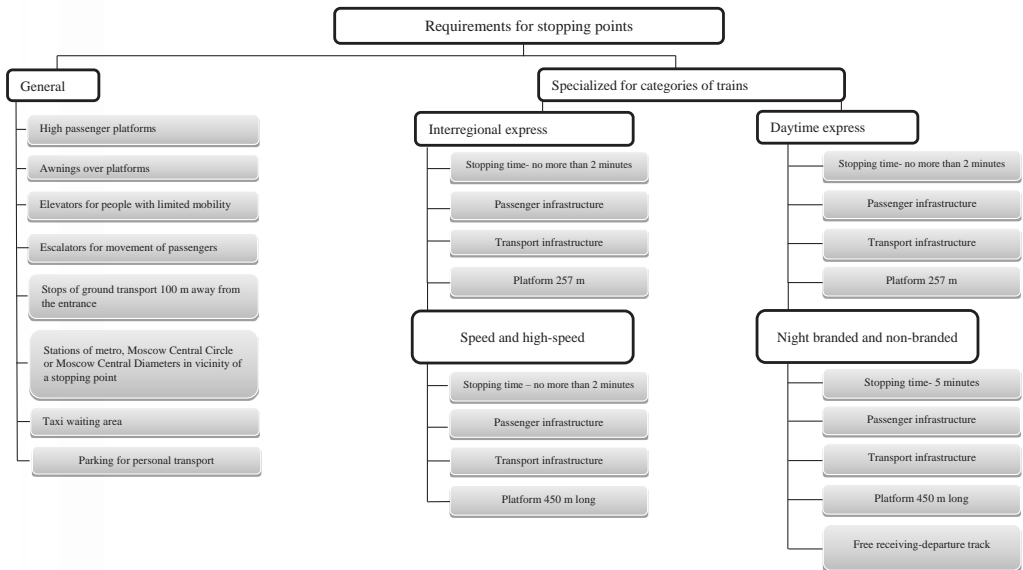 Requirements for stopping points
General
High passenger platforms
Awnings over platforms
Elevators for people with limited mobility
Escalators for movement of passengers
Stops of ground transport 100 m away from
the entrance
Stations of metro, Moscow Central Circle
or Moscow Central Diameters in vicinity of
a stopping point
Taxi waiting area
Parking for personal transport
Specialized for categories of trains
Interregional express
Stopping time- no more than 2 minutes
Passenger infrastructure
Transport infrastructure
Platform 257 m
Speed and high-speed
Stopping time – no more than 2 minutes
Passenger infrastructure
Transport infrastructure
Platform 450 m long
Daytime express
Stopping time- no more than 2 minutes
Passenger infrastructure
Transport infrastructure
Platform 257 m
Night branded and non-branded
Stopping time- 5 minutes
Passenger infrastructure
Transport infrastructure
Platform 450 m long
Free receiving-departure track